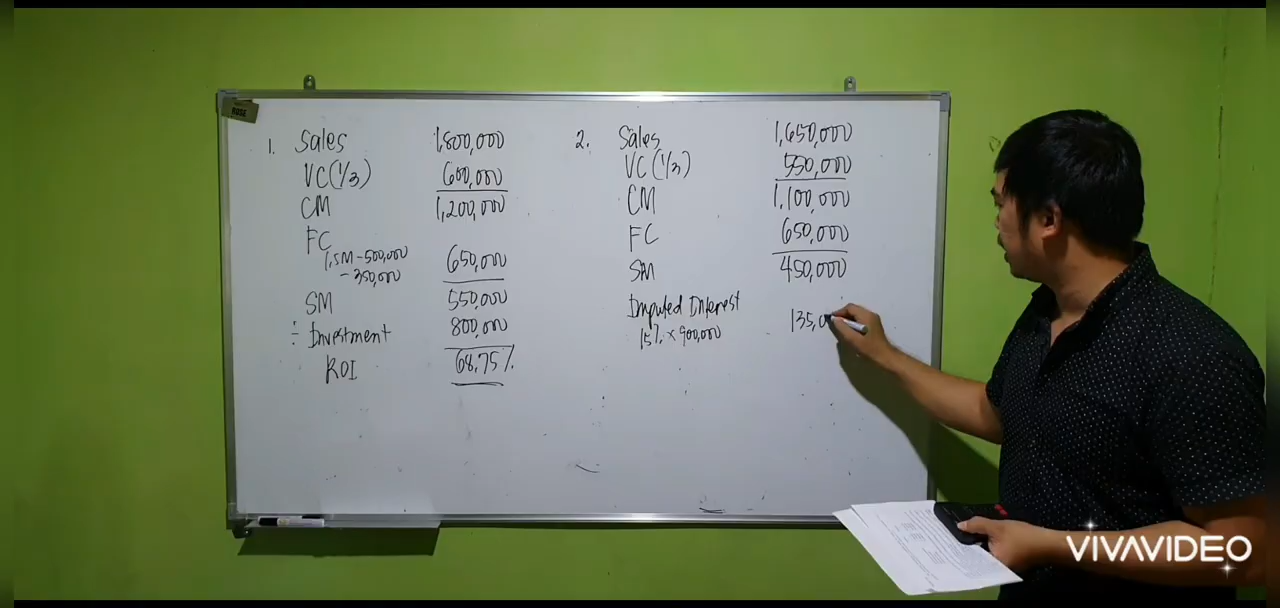 1. Sales 1,800,000
VC (1/3) 600,000
CM 1,200,000
FC
1.5M - 500,000
- 350,000 650,000
SM 550,000
÷ Investment 800,000
ROI 68.75%
2. Sales 1,650,000
VC (1/3) 550,000
CM 1,100,000
FC 650,000
SM 450,000
Imputed Interest
15% x 900,000 135,0
VIVAVIDEO